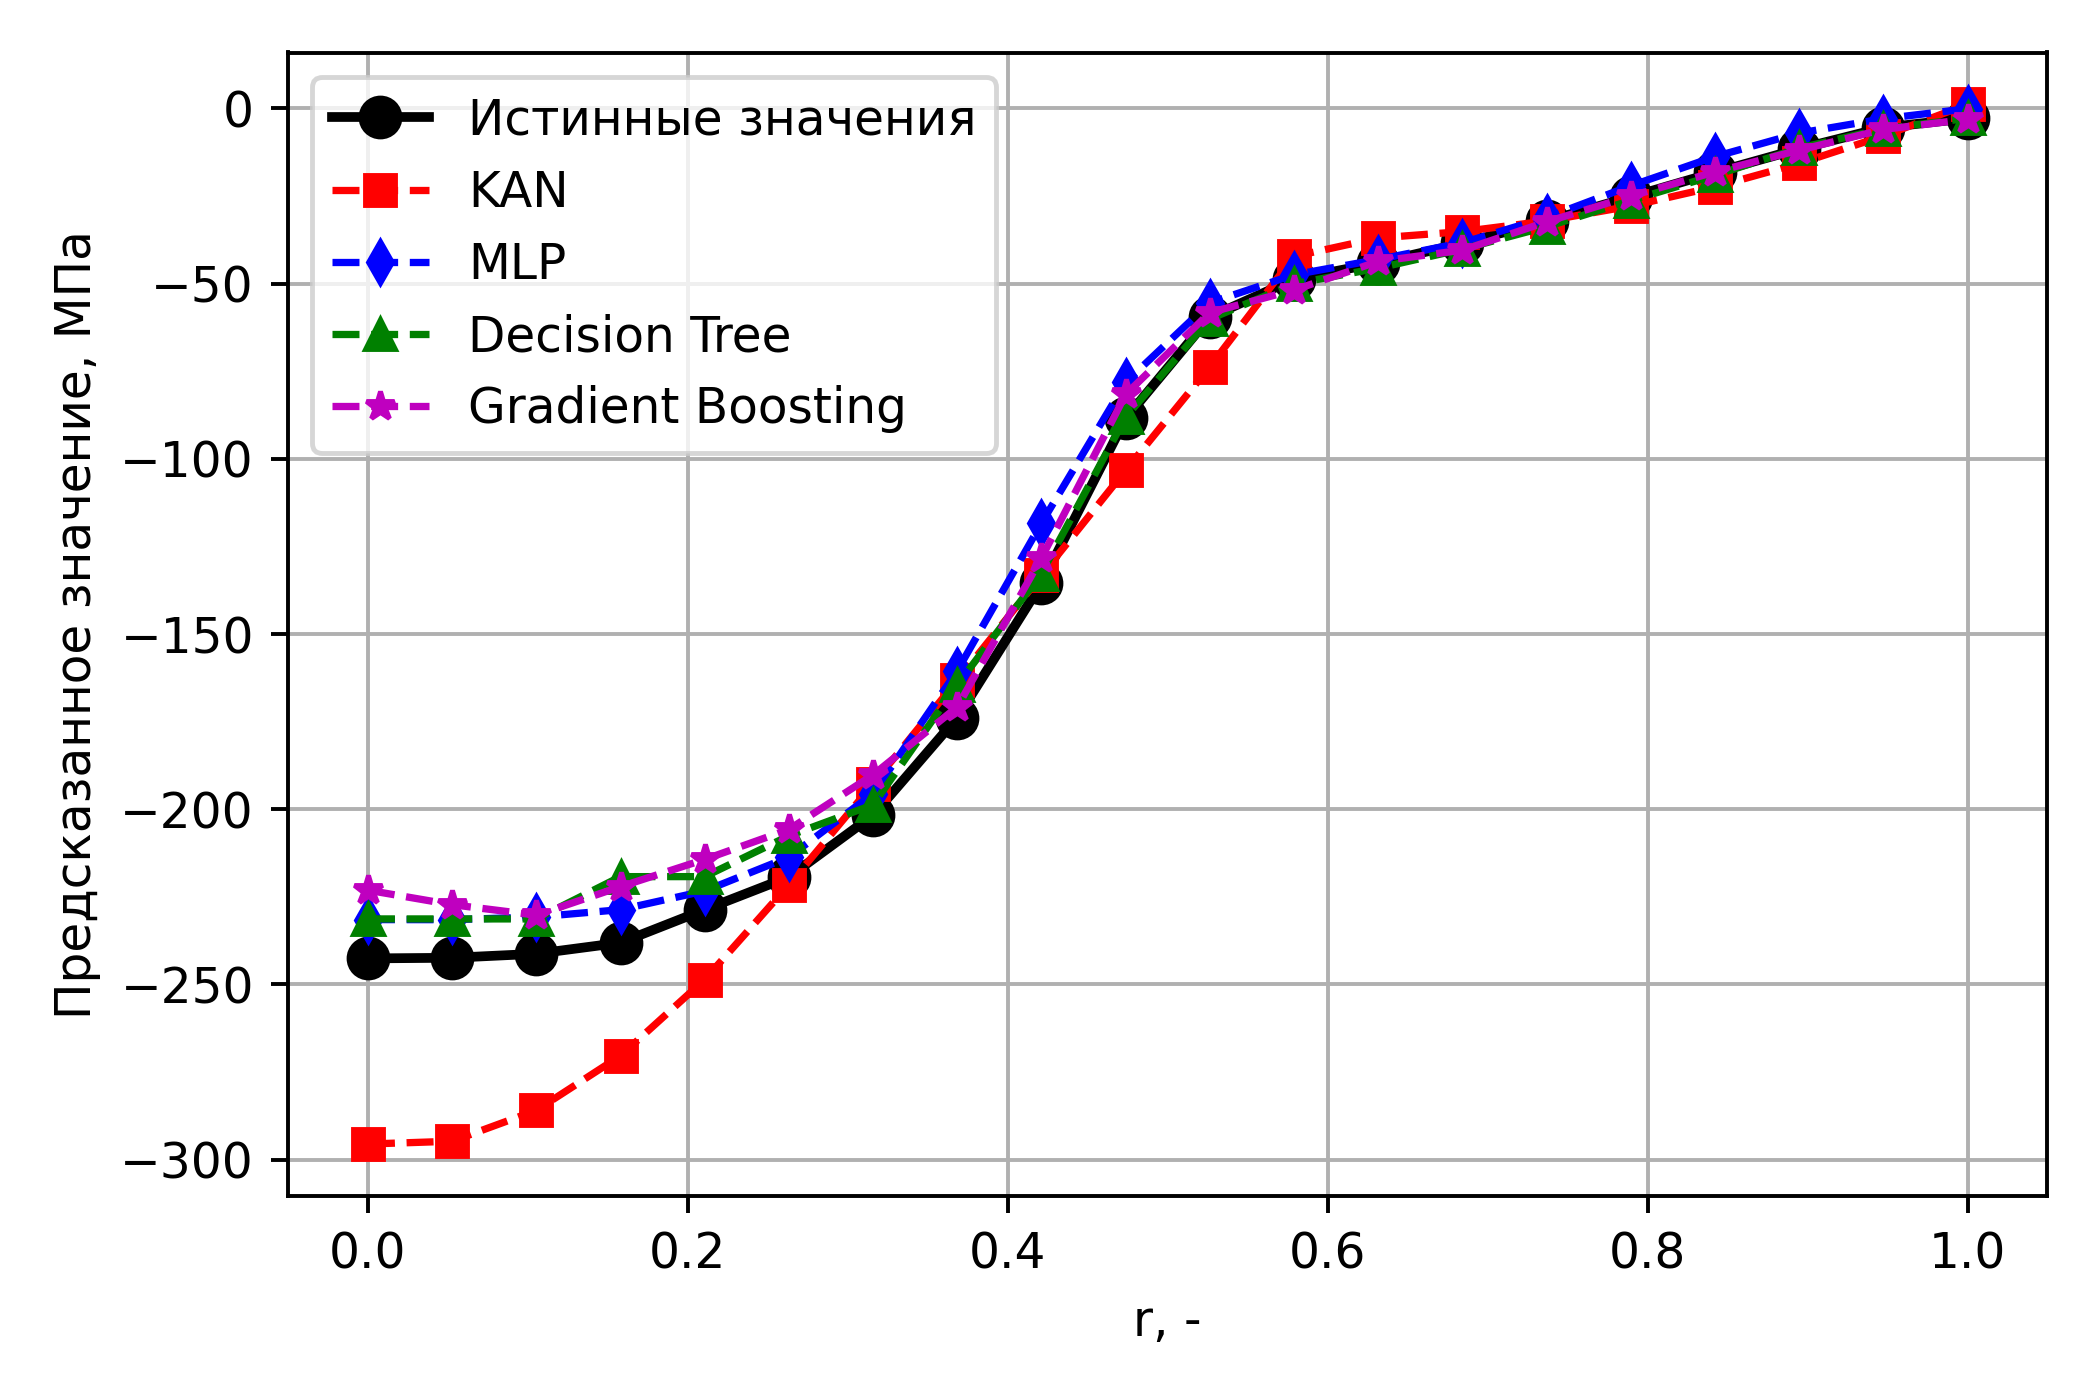 Истинные значения
KAN
MLP
Decision Tree
Gradient Boosting
Предсказанное значение, МПа
0
−50
−100
−150
−200
−250
−300
0.0 0.2 0.4 0.6 0.8 1.0
r, -